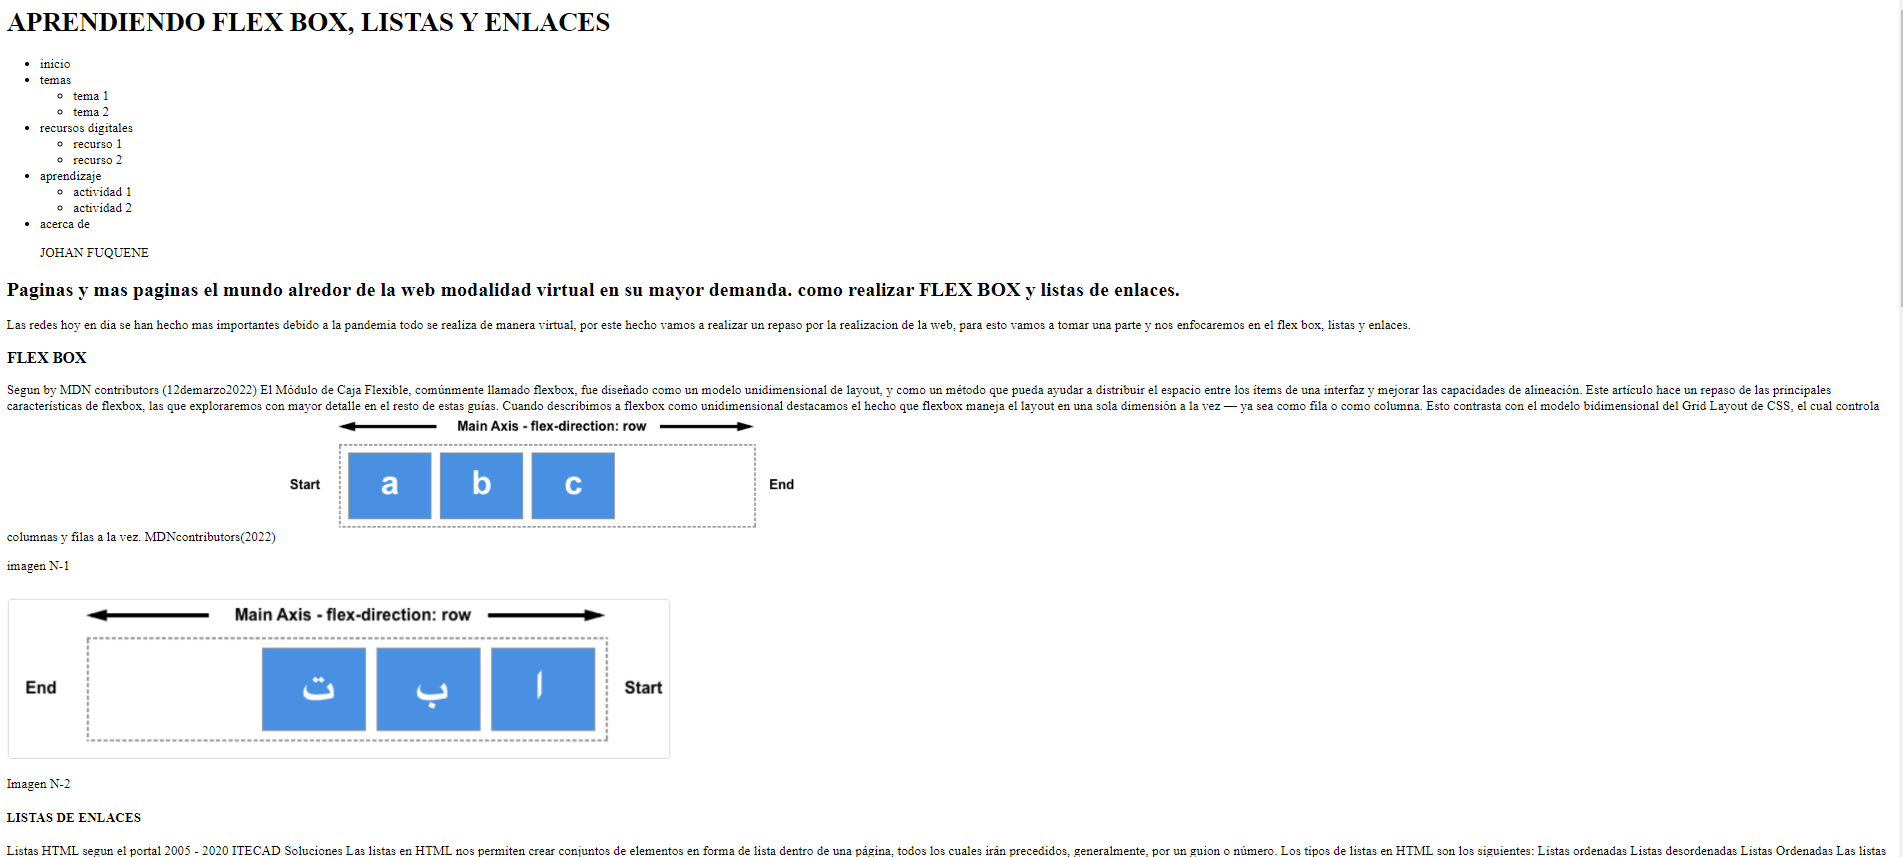 APRENDIENDO FLEX BOX, LISTAS Y ENLACES
inicio
temas
tema 1
tema 2
recursos digitales
recurso 1
recurso 2
aprendizaje
actividad 1
actividad 2
acerca de
JOHAN FUQUENE
Paginas y mas paginas el mundo alredor de la web modalidad virtual en su mayor demanda. como realizar FLEX BOX y listas de enlaces.
Las redes hoy en dia se han hecho mas importantes debido a la pandemia todo se realiza de manera virtual, por este hecho vamos a realizar un repaso por la realizacion de la web, para esto vamos a tomar una parte y nos enfocaremos en el flex box, listas y enlaces.
FLEX BOX
Segun by MDN contributors (12demarzo2022) El Módulo de Caja Flexible, comúnmente llamado flexbox, fue diseñado como un modelo unidimensional de layout, y como un método que pueda ayudar a distribuir el espacio entre los ítems de una interfaz y mejorar las capacidades de alineación. Este artículo hace un repaso de las principales
características de flexbox, las que exploraremos con mayor detalle en el resto de estas guías. Cuando describimos a flexbox como unidimensional destacamos el hecho que flexbox maneja el layout en una sola dimensión a la vez — ya sea como fila o como columna. Esto contrasta con el modelo bidimensional del Grid Layout de CSS, el cual controla
Main Axis - flex-direction: row
Start a b c End
columnas y filas a la vez. MDNcontributors(2022)
imagen N-1
Main Axis - flex-direction: row
End ت ب ا Start
Imagen N-2
LISTAS DE ENLACES
Listas HTML segun el portal 2005 - 2020 ITECAD Soluciones Las listas en HTML nos permiten crear conjuntos de elementos en forma de lista dentro de una página, todos los cuales irán precedidos, generalmente, por un guion o número. Los tipos de listas en HTML son los siguientes: Listas ordenadas Listas desordenadas Listas Ordenadas Las listas